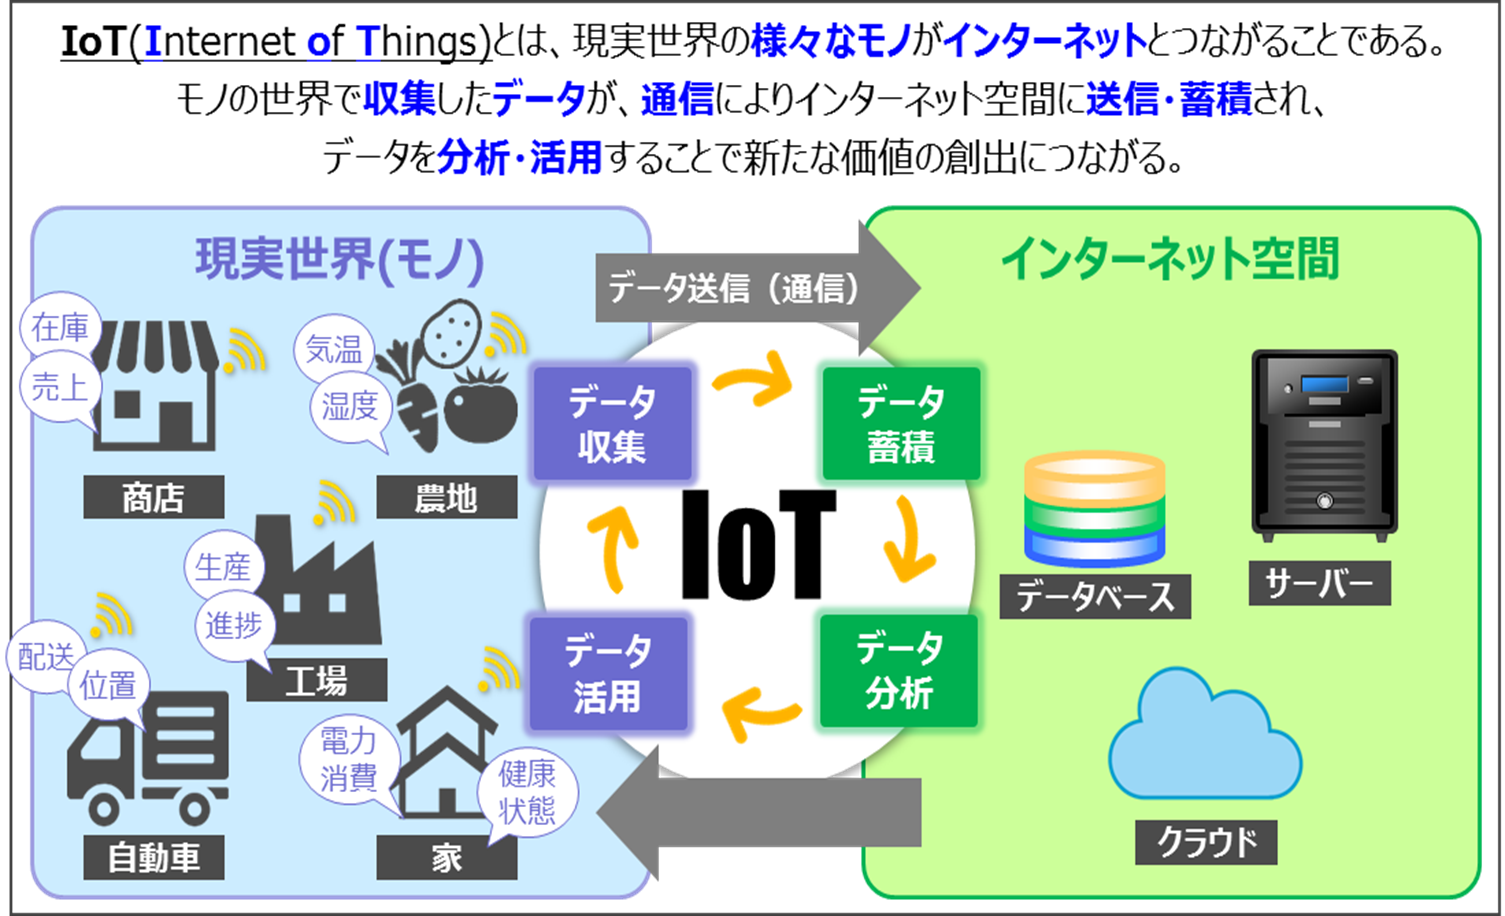 IoT(Internet of Things)とは、現実世界の様々なモノがインターネットとつながることである。
モノの世界で収集したデータが、通信によりインターネット空間に送信・蓄積され、
データを分析・活用することで新たな価値の創出につながる。
現実世界(モノ)
データ送信（通信）
インターネット空間
在庫
売上
商店
気温
湿度
農地
生産
進捗
工場
配送
位置
自動車
電力
消費
健康
状態
家
データ
収集
データ
蓄積
IoT
データ
活用
データ
分析
データベース
サーバー
クラウド